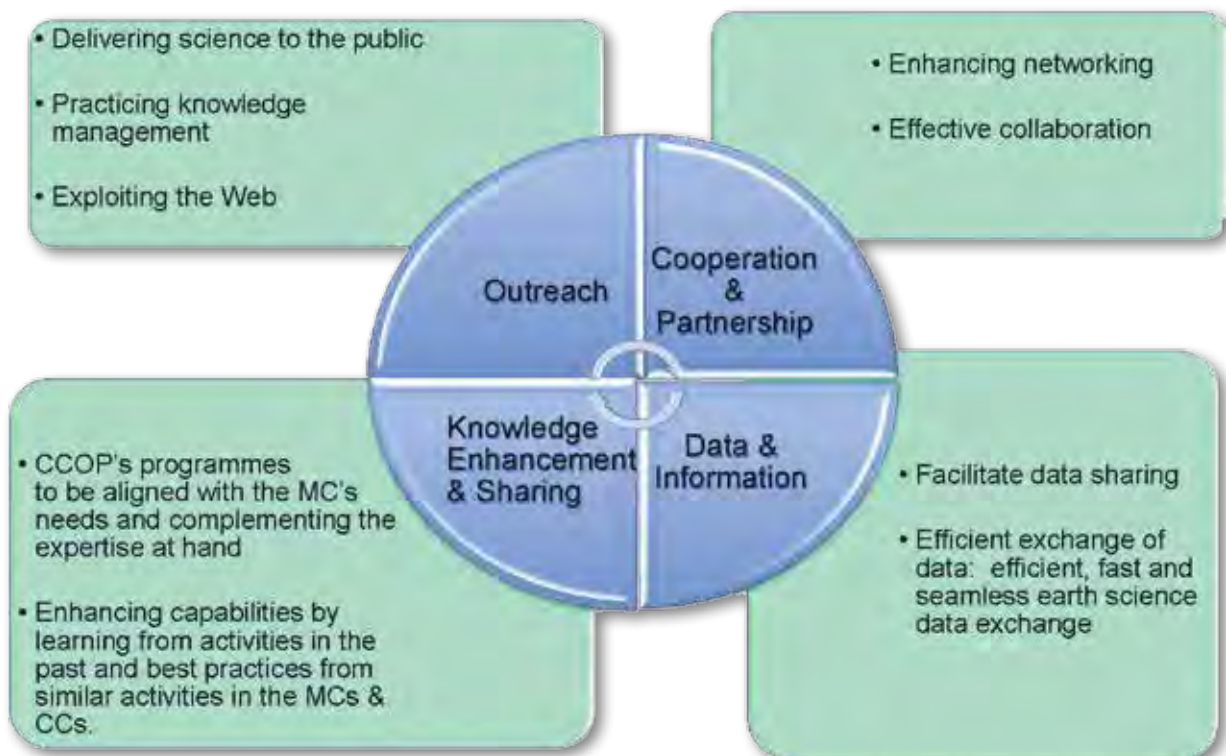 • Delivering science to the public
• Practicing knowledge
management
• Exploiting the Web
• Enhancing networking
• Effective collaboration
Outreach
Cooperation
&
Partnership
Knowledge
Enhancement
& Sharing
Data &
Information
• CCOP's programmes
to be aligned with the MC's
needs and complementing the
expertise at hand
• Enhancing capabilities by
learning from activities in the
past and best practices from
similar activities in the MCs &
CCs.
• Facilitate data sharing
• Efficient exchange of
data: efficient, fast and
seamless earth science
data exchange